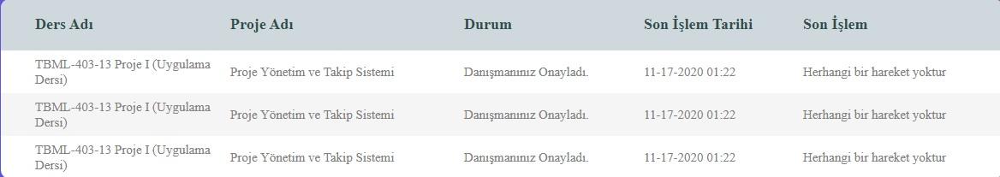 Ders Adı Proje Adı Durum Son İşlem Tarihi Son İşlem
TBML-403-13 Proje I (Uygulama Dersi) Proje Yönetim ve Takip Sistemi Danışmanınız Onayladı. 11-17-2020 01:22 Herhangi bir hareket yoktur
TBML-403-13 Proje I (Uygulama Dersi) Proje Yönetim ve Takip Sistemi Danışmanınız Onayladı. 11-17-2020 01:22 Herhangi bir hareket yoktur
TBML-403-13 Proje I (Uygulama Dersi) Proje Yönetim ve Takip Sistemi Danışmanınız Onayladı. 11-17-2020 01:22 Herhangi bir hareket yoktur